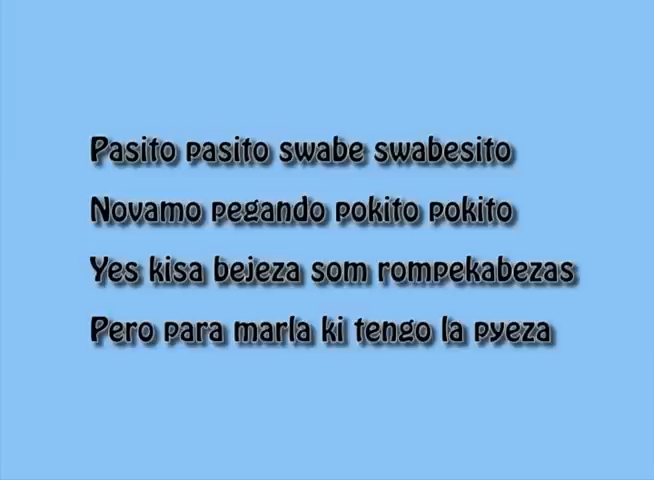 Pasito pasito swabe swabesito
Novamo pegando pokito pokito
Yes kisa bejeza som rompekabezas
Pero para marla ki tengo la pyeza